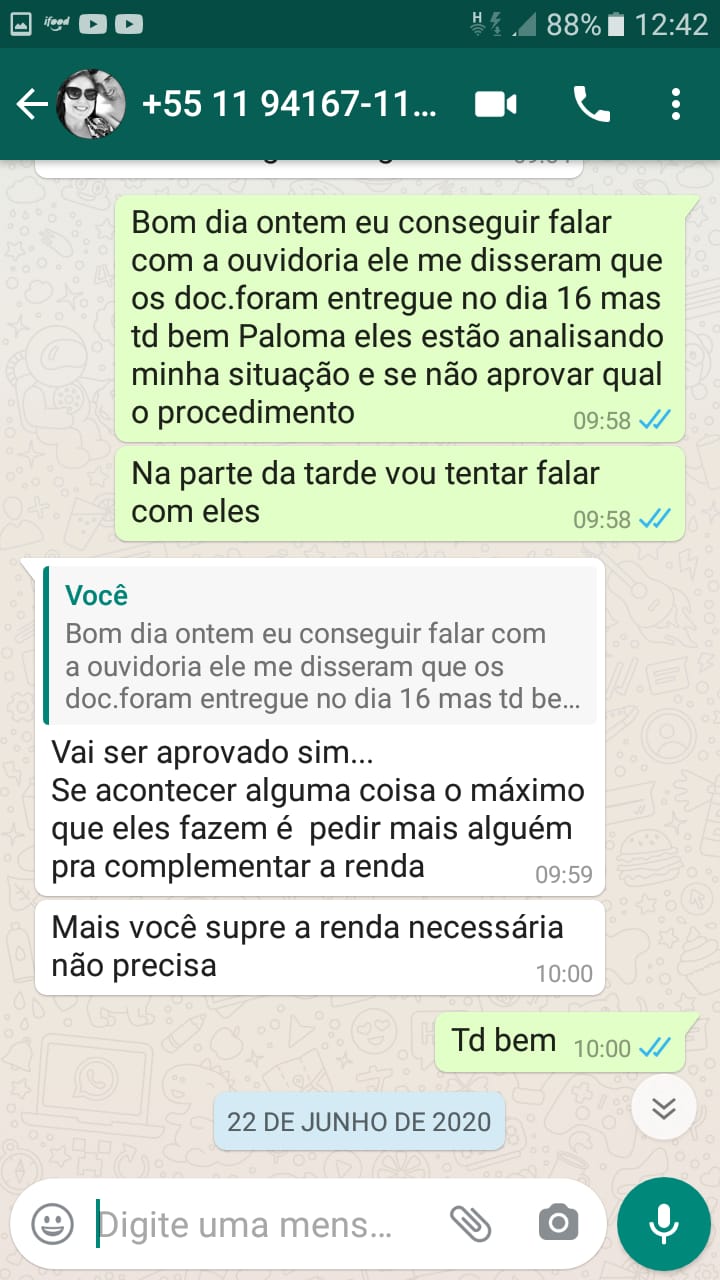 ifood
H
88%
12:42
+55 11 94167-11...
Bom dia ontem eu conseguir falar
com a ouvidoria ele me disseram que
os doc.foram entregue no dia 16 mas
td bem Paloma eles estão analisando
minha situação e se não aprovar qual
o procedimento
09:58
Na parte da tarde vou tentar falar
com eles
09:58
Você
Bom dia ontem eu conseguir falar com
a ouvidoria ele me disseram que os
doc.foram entregue no dia 16 mas td be...
Vai ser aprovado sim...
Se acontecer alguma coisa o máximo
que eles fazem é  pedir mais alguém
pra complementar a renda
09:59
Mais você supre a renda necessária
não precisa
10:00
Td bem
10:00
22 DE JUNHO DE 2020
Digite uma mens...